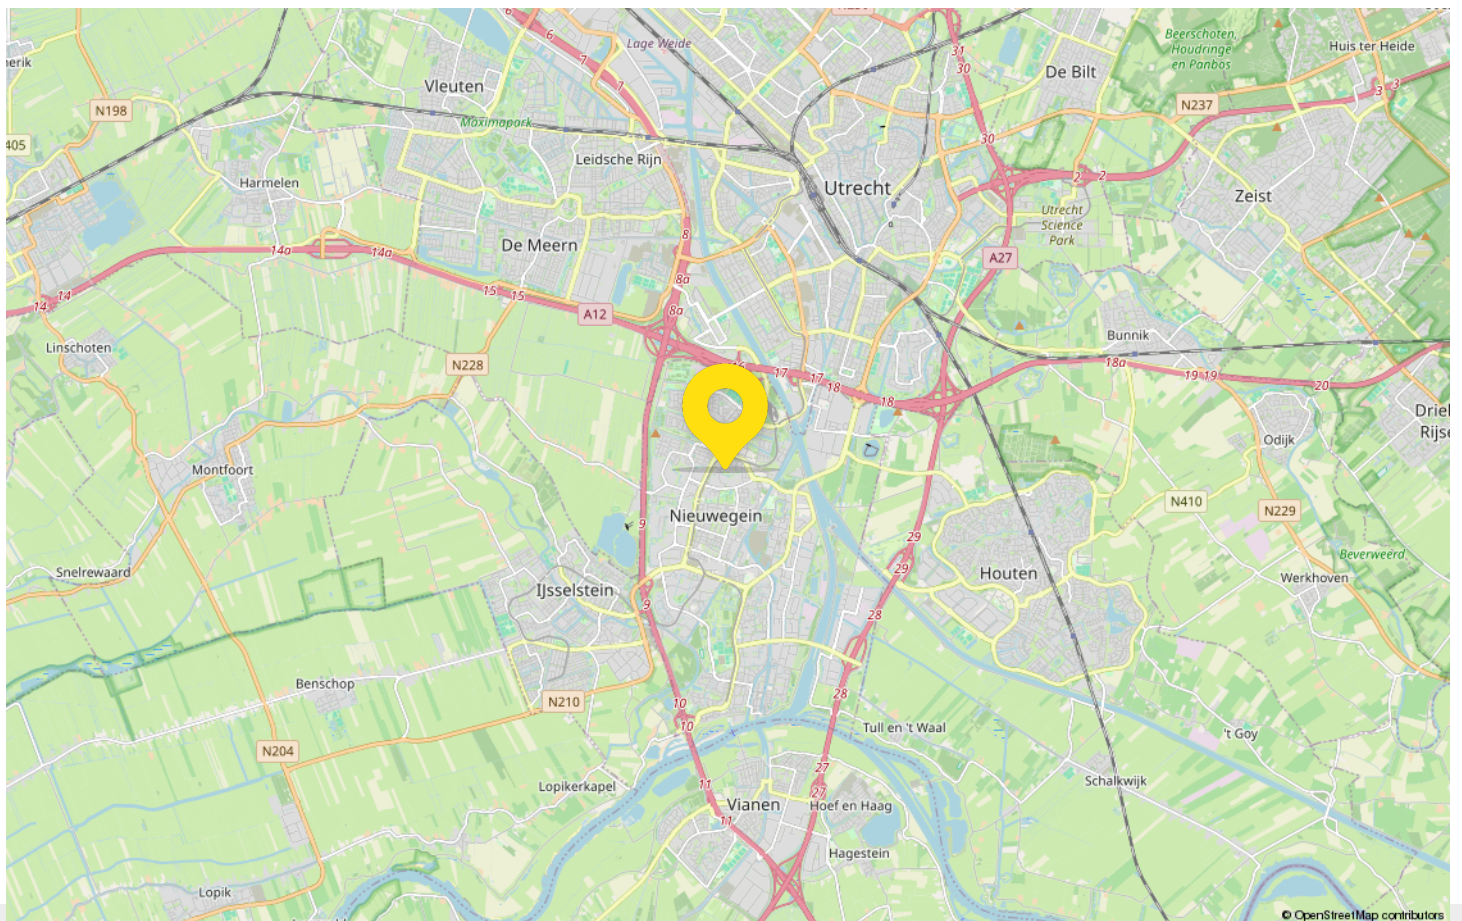 6
6
7
7
Lage Weide
31
30
De Bilt
Beerschoten,
Houdringe
en Panbos
Huis ter Heide
3
3
Vleuten
N198
N237
Maximapark
405
30
Leidsche Rijn
Harmelen
Utrecht
2
2
Zeist
Utrecht
Science
Park
8
De Meern
14a
14a
A27
8a
15
15
14
14
A12
8a
Linschoten
Bunnik
N228
16
17
17
18
18
18a
19
19
20
Driel
Rijse
Odijk
Montfoort
N410
N229
Nieuwegein
9
29
29
Beverweerd
Snelrewaard
Houten
Werkhoven
IJsselstein
9
28
Benschop
28
N210
10
10
Tull en 't Waal
't Goy
N204
27
27
Schalkwijk
Lopikerkapel
11
Vianen
Hoef en Haag
11
Hagestein
Lopik
© OpenStreetMap contributors